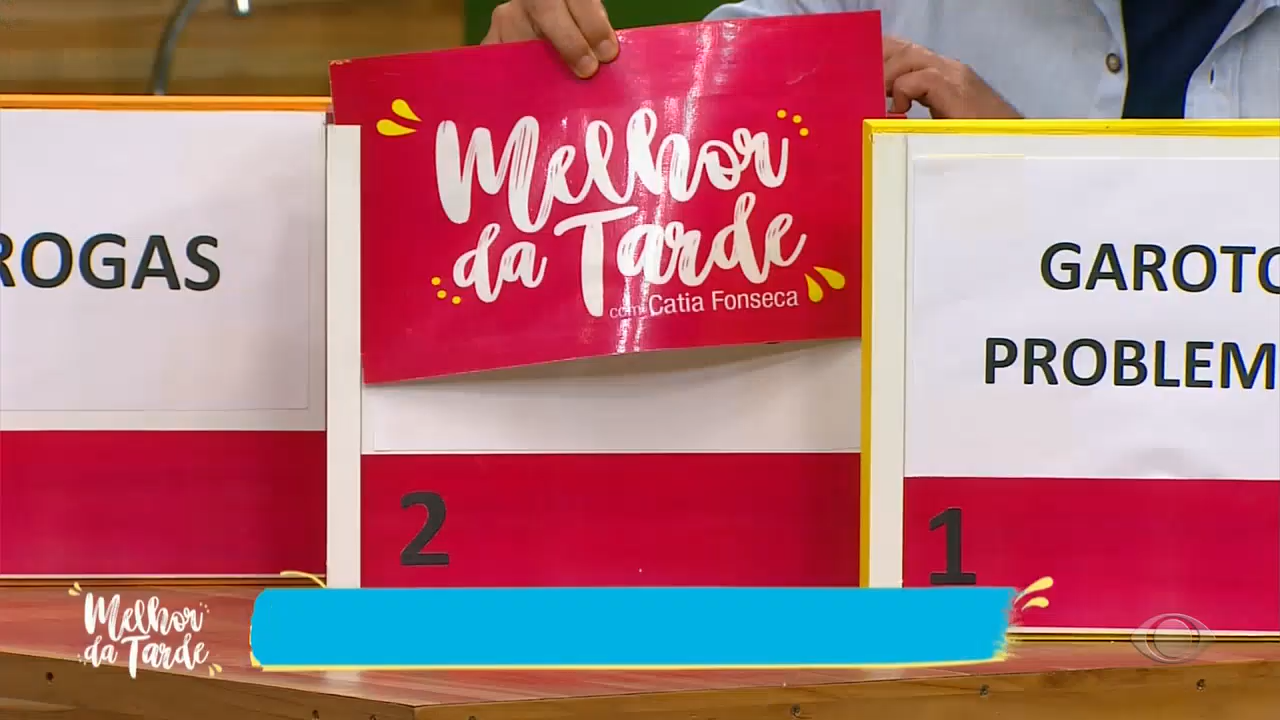 ROGAS
Melhor
da Tarde
com Catia Fonseca
2
GAROTO
PROBLEM
1
Melhor
da Tarde